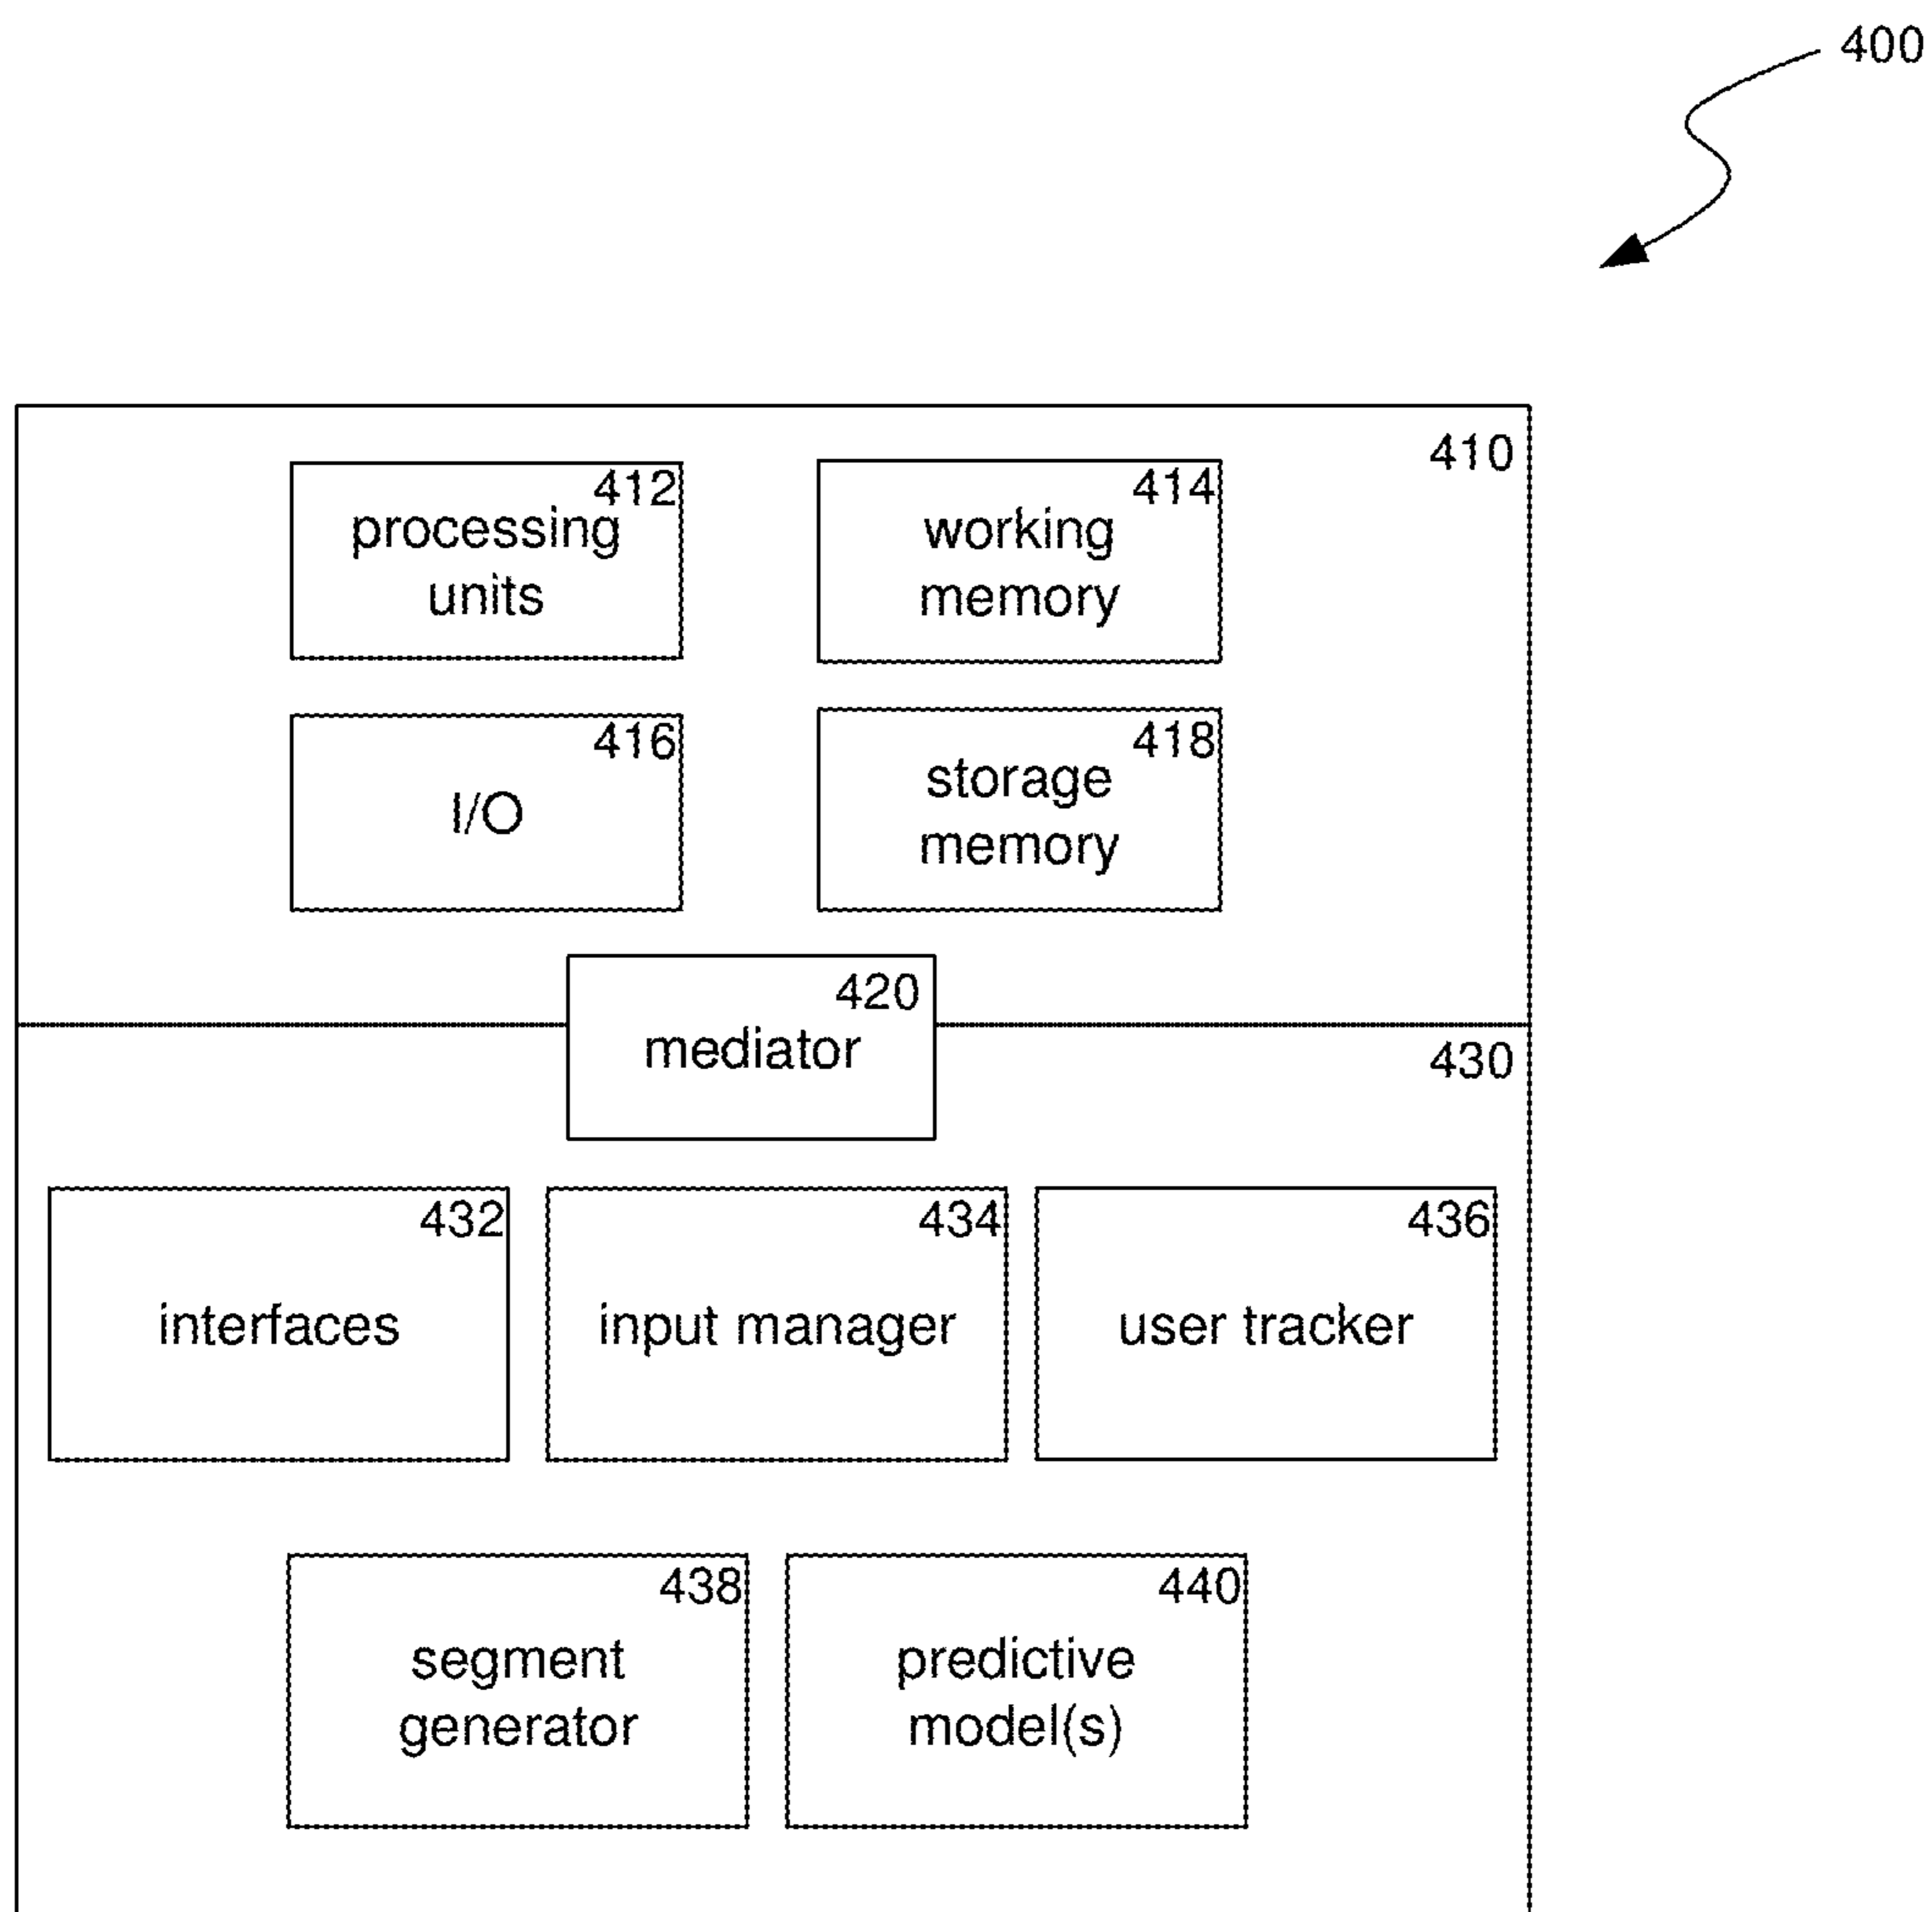 400
410
412
processing
units
414
working
memory
416
I/O
418
storage
memory
420
mediator
430
432
interfaces
434
input manager
436
user tracker
438
segment
generator
440
predictive
model(s)